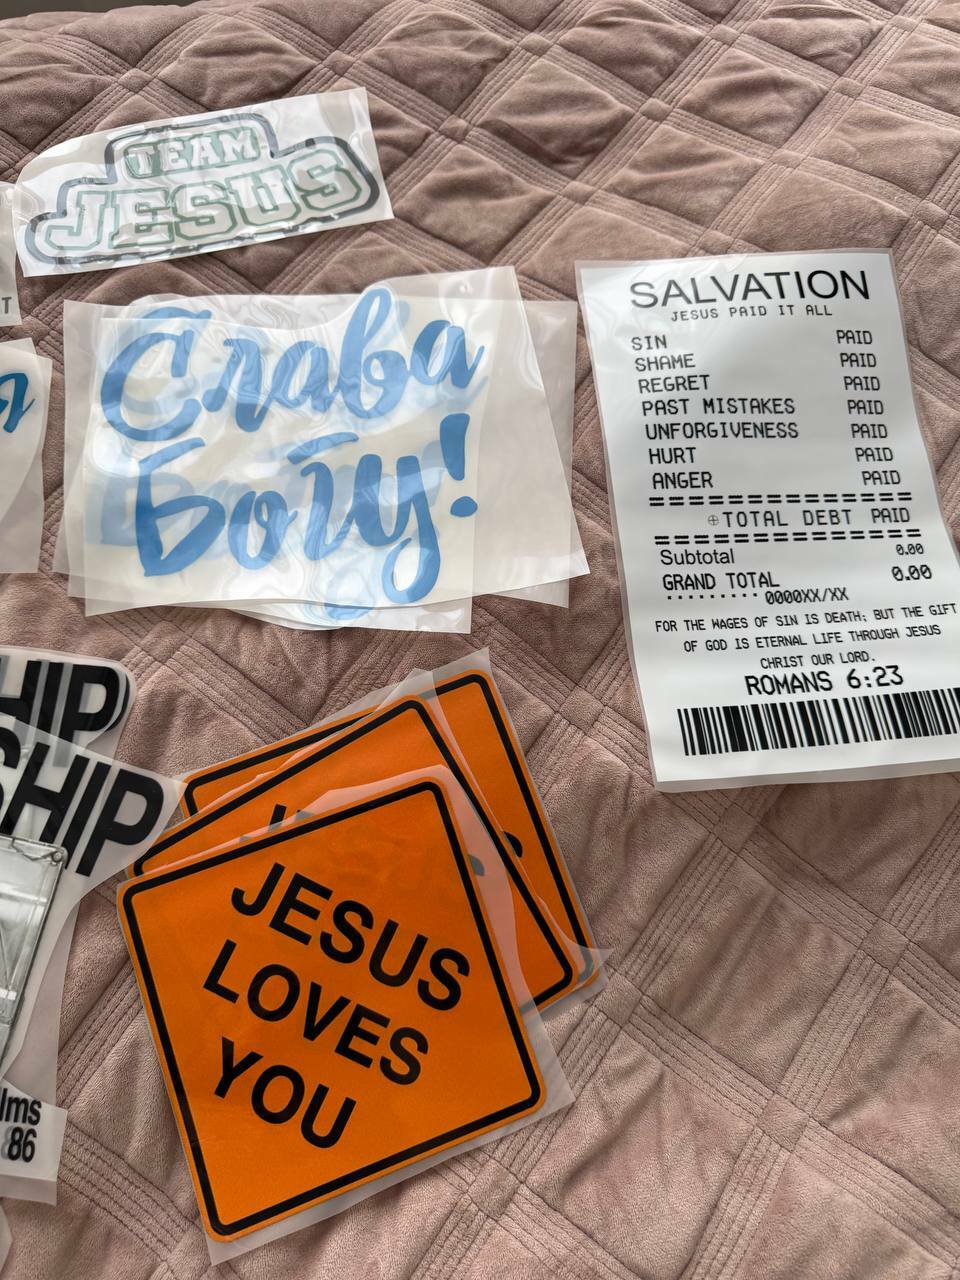 TEAM
JESUS
Слава
Богу!
SALVATION
JESUS PAID IT ALL
SIN PAID
SHAME PAID
REGRET PAID
PAST MISTAKES PAID
UNFORGIVENESS PAID
HURT PAID
ANGER PAID
TOTAL DEBT PAID
Subtotal 0.00
GRAND TOTAL 0.00
0000XX/XX
FOR THE WAGES OF SIN IS DEATH; BUT THE GIFT
OF GOD IS ETERNAL LIFE THROUGH JESUS
CHRIST OUR LORD.
ROMANS 6:23
HIP
SHIP
lms
86
JESUS
LOVES
YOU